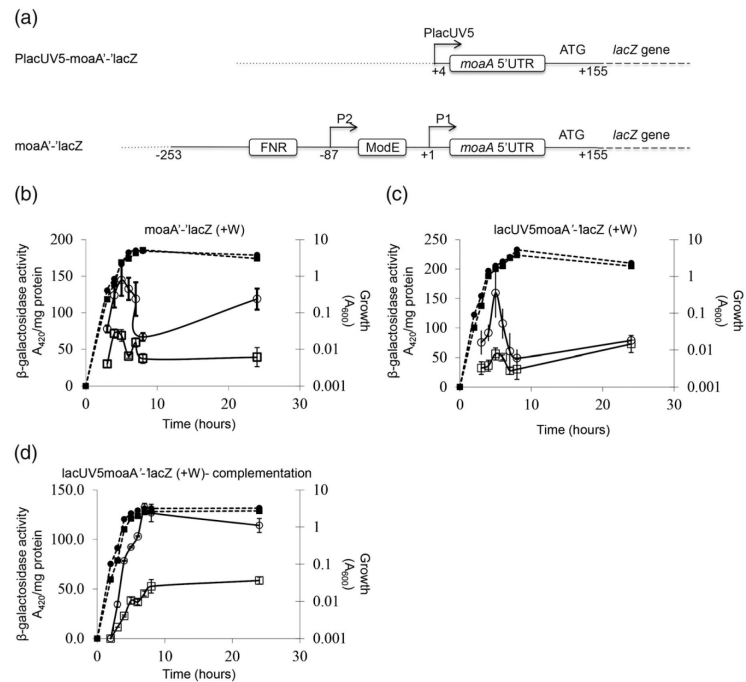 (a)
PlacUV5
PlacUV5-moaA'-'lacZ
+4
moaA 5'UTR
ATG
+155
lacZ gene
moaA'-'lacZ
-253
FNR
P2
-87
ModE
P1
+1
moaA 5'UTR
ATG
+155
lacZ gene
(b)
moaA'-'lacZ (+W)
β-galactosidase activity
A420/mg protein
200
150
100
50
0
0
10
20
30
Time (hours)
10
1
0.1
0.01
0.001
Growth
(A600)
(c)
lacUV5moaA'-'lacZ (+W)
β-galactosidase activity
A420/mg protein
250
200
150
100
50
0
0
10
20
30
Time (hours)
10
1
0.1
0.01
0.001
Growth
(A600)
(d)
lacUV5moaA'-'lacZ (+W)- complementation
β-galactosidase activity
A420/mg protein
150.0
100.0
50.0
0.0
0
10
20
30
Time (hours)
10
1
0.1
0.01
0.001
Growth
(A600)